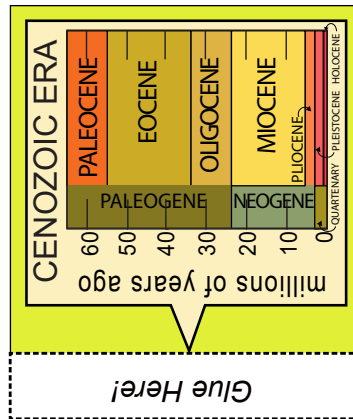 CENOZOIC ERA
PALEOCENE
EOCENE
OLIGOCENE
MIOCENE
PLIOCENE
PLEISTOCENE
HOLOCENE
PALEOGENE
NEOGENE
QUARTENARY
60
50
40
30
20
10
0
millions of years ago
Glue Here!